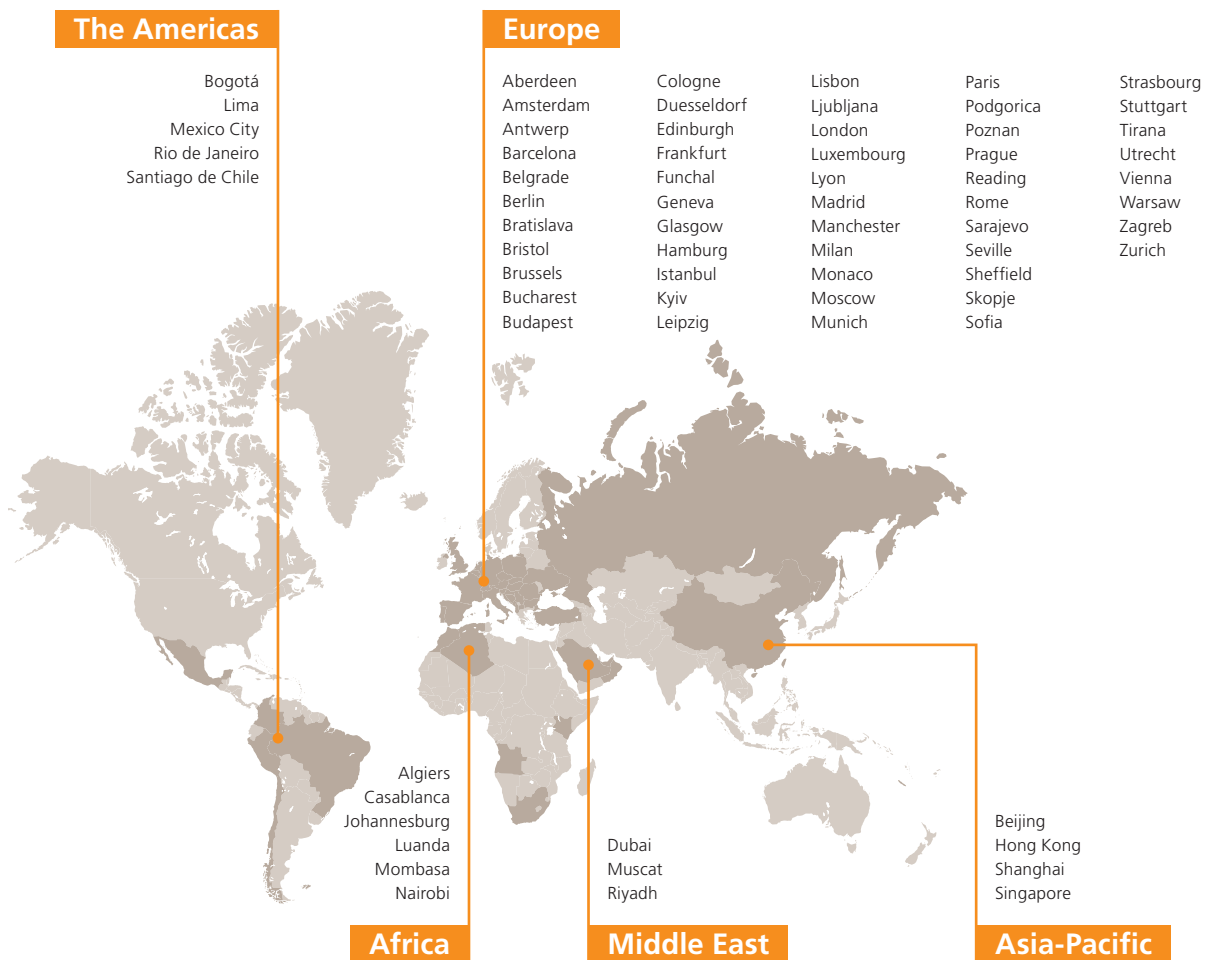 The Americas
Bogotá
Lima
Mexico City
Rio de Janeiro
Santiago de Chile
Europe
Aberdeen
Amsterdam
Antwerp
Barcelona
Belgrade
Berlin
Bratislava
Bristol
Brussels
Bucharest
Budapest
Cologne
Duesseldorf
Edinburgh
Frankfurt
Funchal
Geneva
Glasgow
Hamburg
Istanbul
Kyiv
Leipzig
Lisbon
Ljubljana
London
Luxembourg
Lyon
Madrid
Manchester
Milan
Monaco
Moscow
Munich
Paris
Podgorica
Poznan
Prague
Reading
Rome
Sarajevo
Seville
Sheffield
Skopje
Sofia
Strasbourg
Stuttgart
Tirana
Utrecht
Vienna
Warsaw
Zagreb
Zurich
Algiers
Casablanca
Johannesburg
Luanda
Mombasa
Nairobi
Africa
Dubai
Muscat
Riyadh
Middle East
Beijing
Hong Kong
Shanghai
Singapore
Asia-Pacific